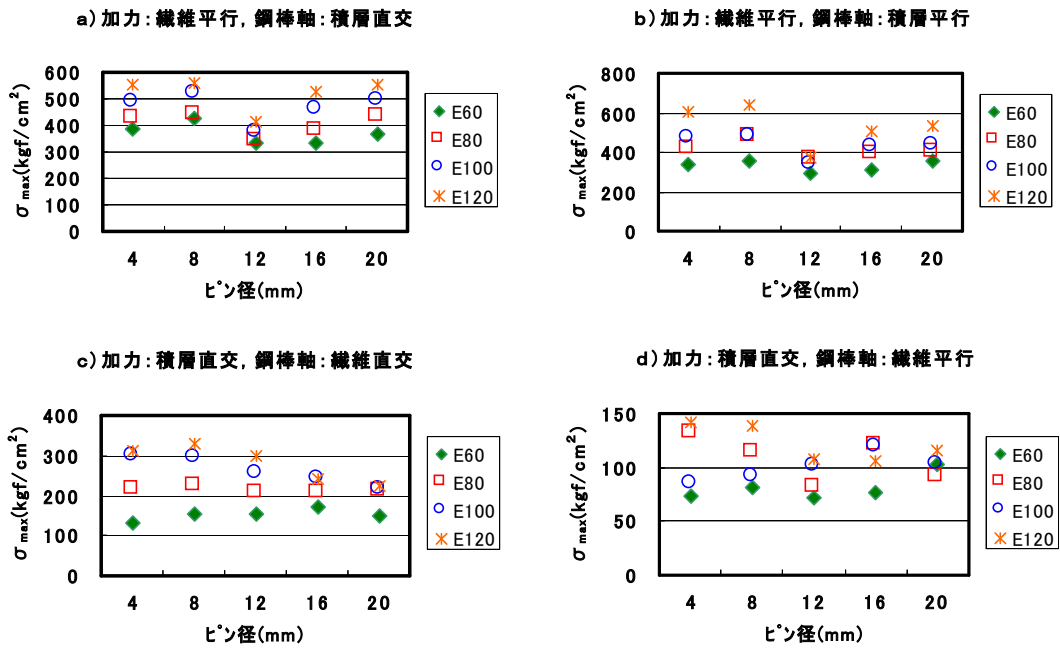 a)加力:繊維平行,鋼棒軸:積層直交
600
500
400
300
200
100
0
σmax(kgf/cm²)
4 8 12 16 20
ピン径(mm)
E60
E80
E100
E120
b)加力:繊維平行,鋼棒軸:積層平行
800
600
400
200
0
σmax(kgf/cm²)
4 8 12 16 20
ピン径(mm)
E60
E80
E100
E120
c)加力:積層直交,鋼棒軸:繊維直交
400
300
200
100
0
σmax(kgf/cm²)
4 8 12 16 20
ピン径(mm)
E60
E80
E100
E120
d)加力:積層直交,鋼棒軸:繊維平行
150
100
50
0
σmax(kgf/cm²)
4 8 12 16 20
ピン径(mm)
E60
E80
E100
E120